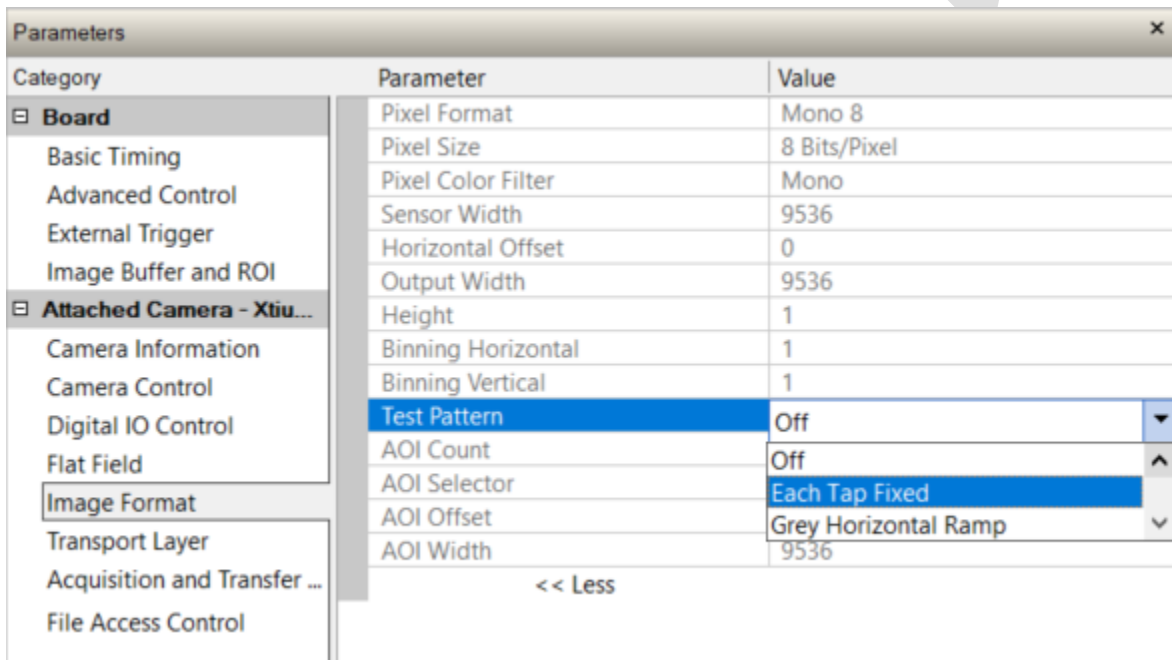 Parameters
Category Parameter Value
Board Pixel Format Mono 8
Basic Timing Pixel Size 8 Bits/Pixel
Advanced Control Pixel Color Filter Mono
External Trigger Sensor Width 9536
Image Buffer and ROI Horizontal Offset 0
Attached Camera - Xtiu... Output Width 9536
Camera Information Height 1
Camera Control Binning Horizontal 1
Digital IO Control Binning Vertical 1
Flat Field Test Pattern Off
Image Format AOI Count Off
Transport Layer AOI Selector Each Tap Fixed
Acquisition and Transfer ... AOI Offset Grey Horizontal Ramp
File Access Control AOI Width 9536
<< Less